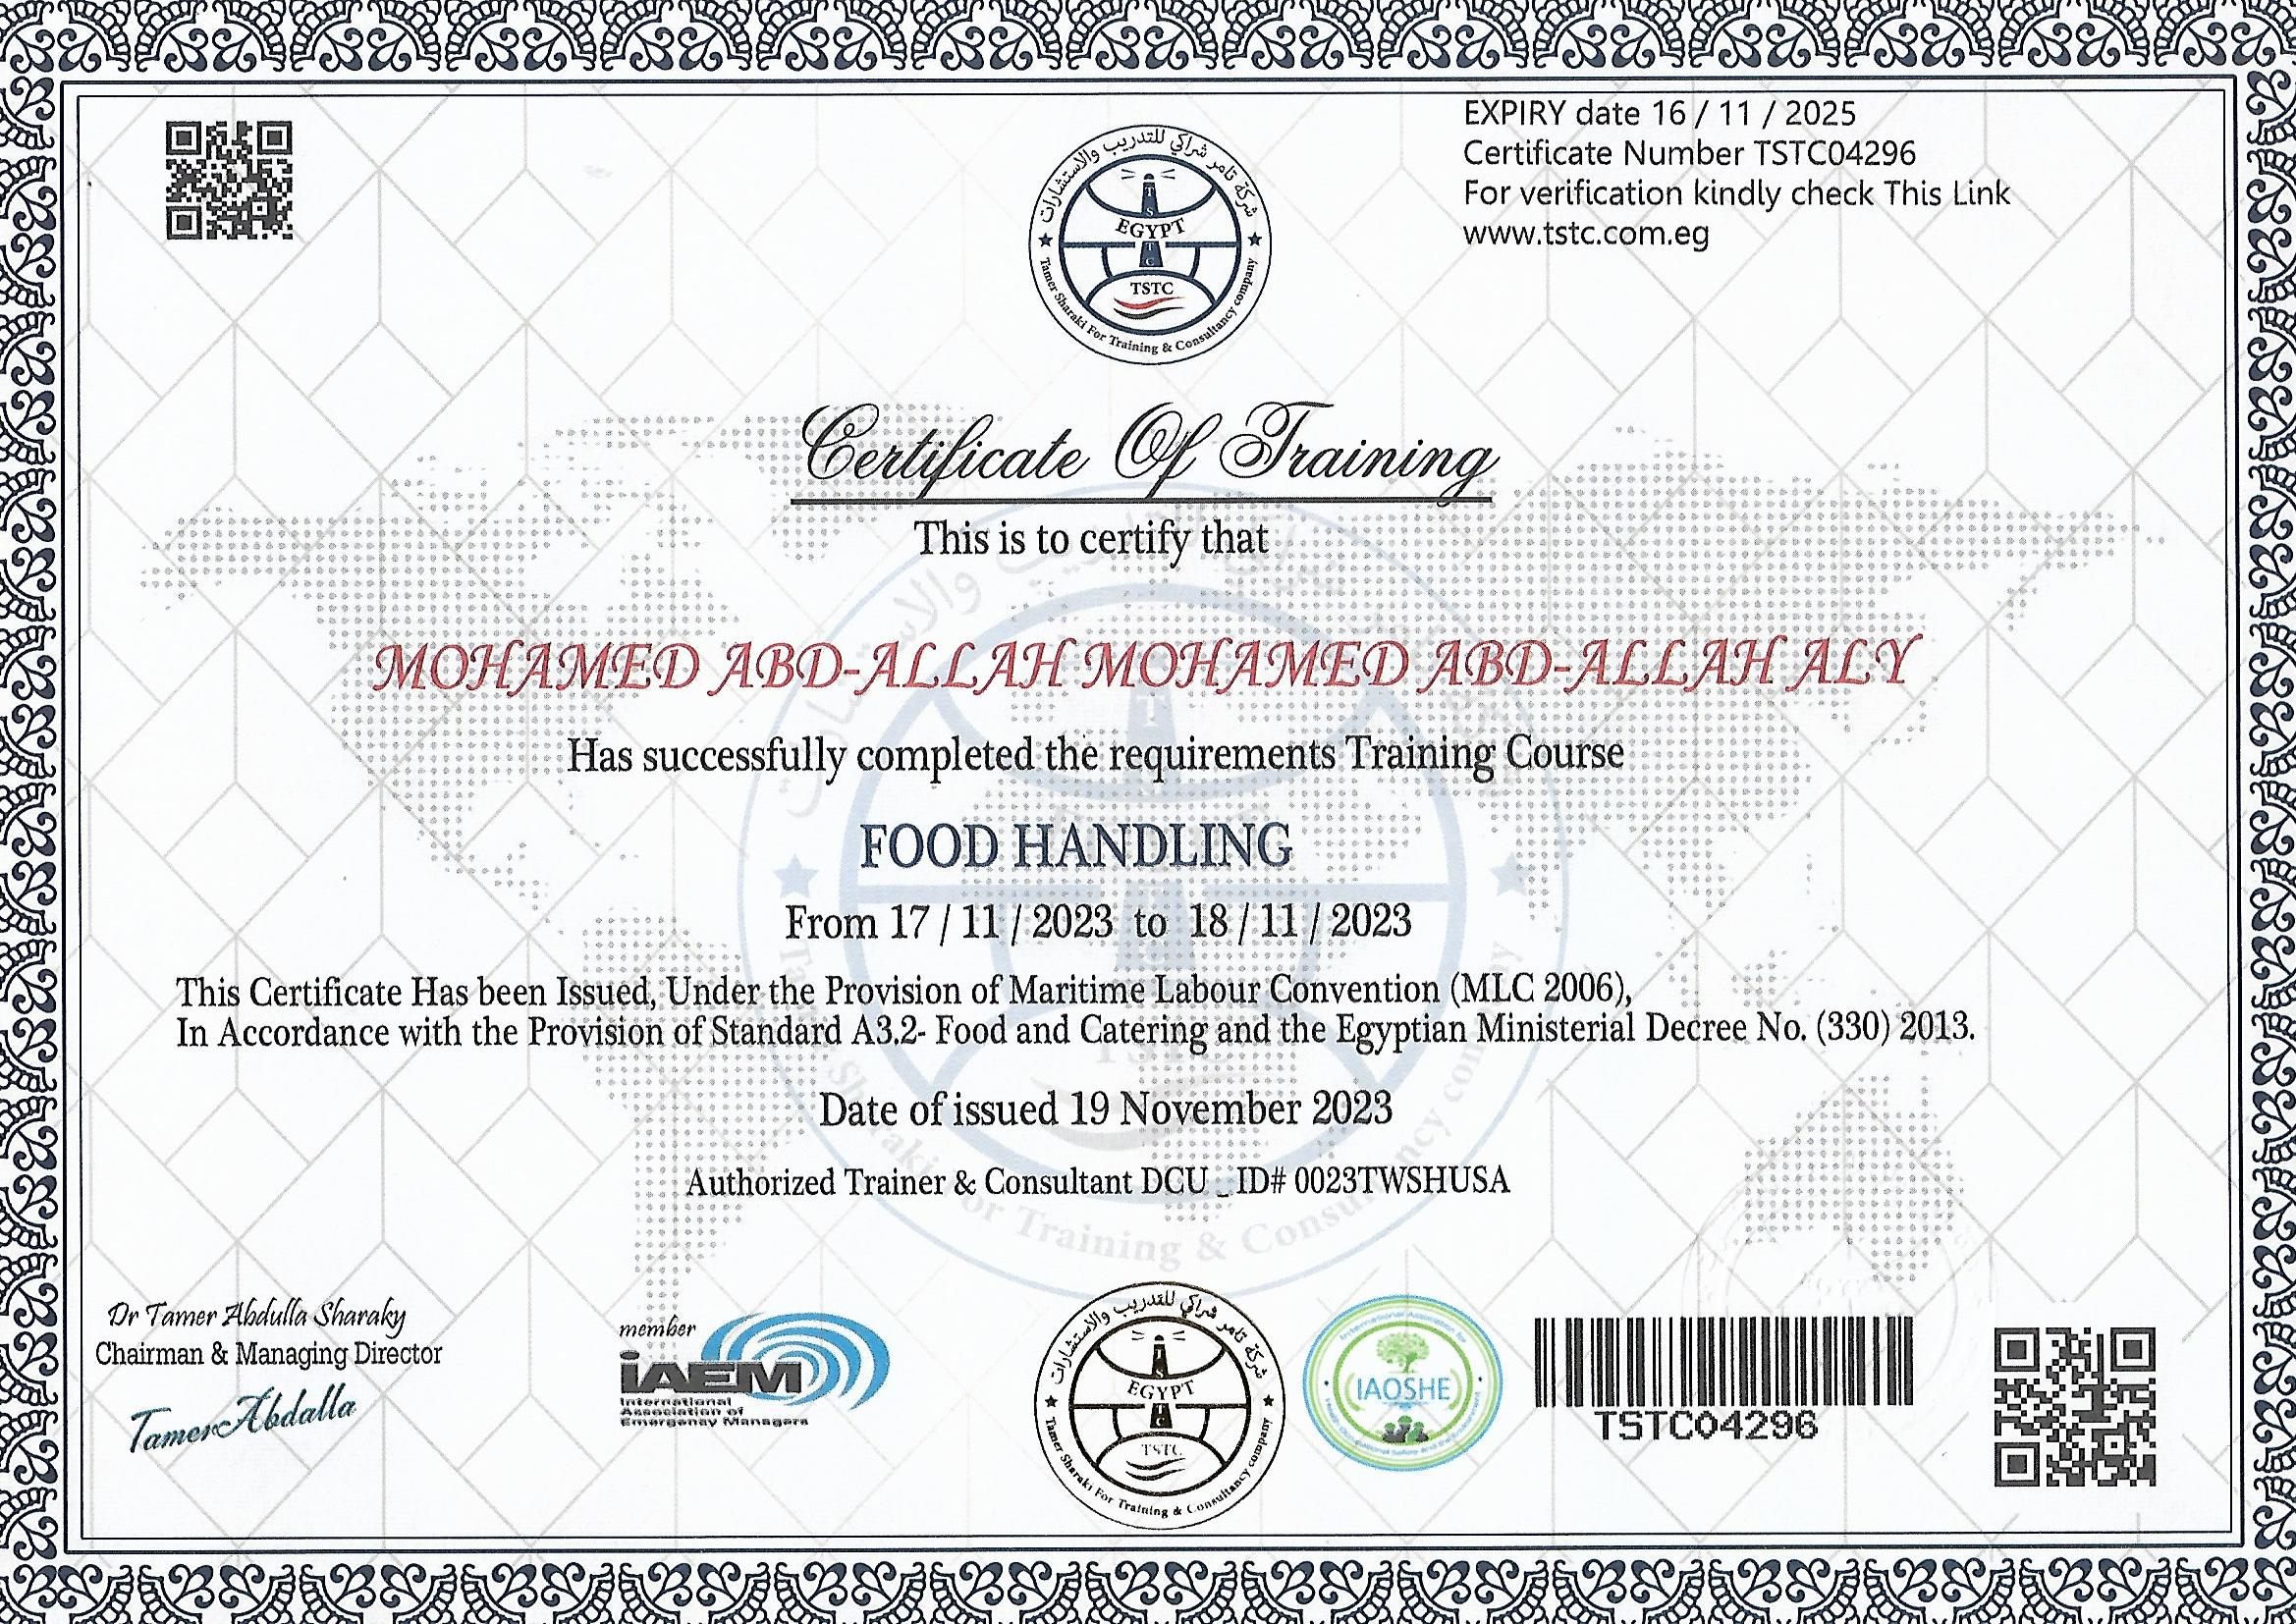 EXPIRY date 16 / 11 / 2025
Certificate Number TSTC04296
For verification kindly check This Link
www.tstc.com.eg
شركة تامر شراكي للتدريب والاستشارات
EGYPT
TSTC
Tamer Sharaki For Training & Consultancy company
Certificate Of Training
This is to certify that
MOHAMED ABD-ALLAH MOHAMED ABD-ALLAH ALY
Has successfully completed the requirements Training Course
FOOD HANDLING
From 17 / 11 / 2023 to 18 / 11 / 2023
This Certificate Has been Issued, Under the Provision of Maritime Labour Convention (MLC 2006),
In Accordance with the Provision of Standard A3.2- Food and Catering and the Egyptian Ministerial Decree No. (330) 2013.
Date of issued 19 November 2023
Authorized Trainer & Consultant DCU _ ID# 0023TWSHUSA
Dr Tamer Abdulla Sharaky
Chairman & Managing Director
Tamer Abdalla
member
iAEM
International
Association of
Emergency Managers
شركة تامر شراكي للتدريب والاستشارات
EGYPT
TSTC
Tamer Sharaki For Training & Consultancy company
IAOSHE
TSTC04296